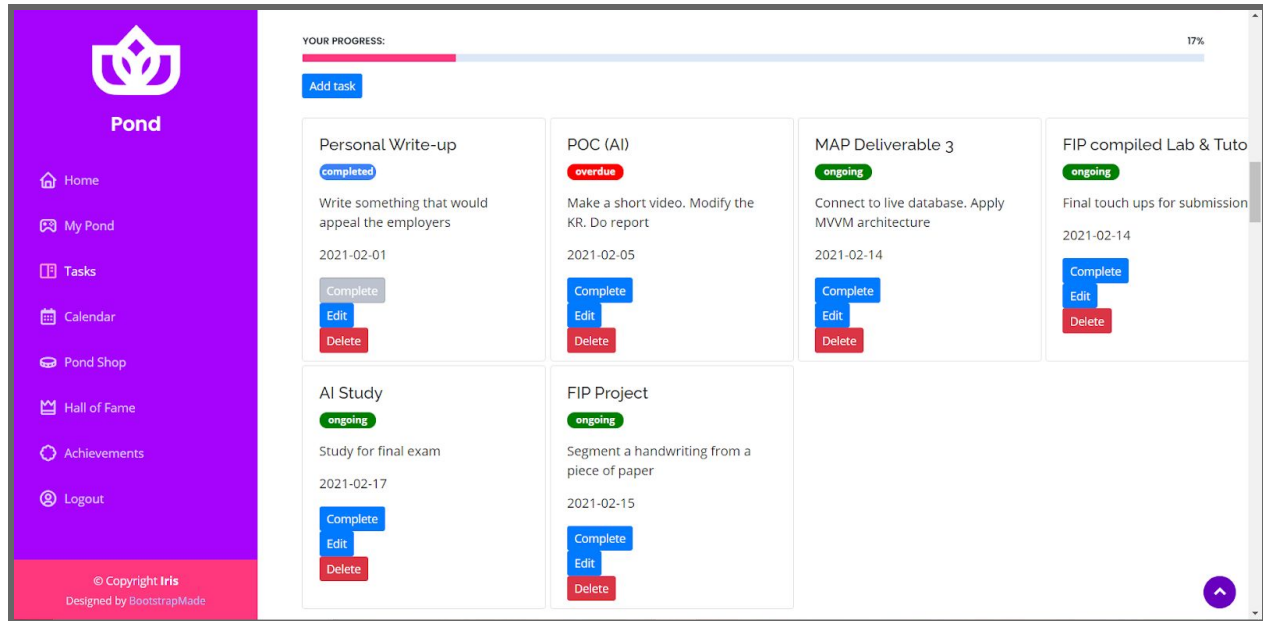 Pond
Home
My Pond
Tasks
Calendar
Pond Shop
Hall of Fame
Achievements
Logout
© Copyright Iris
Designed by BootstrapMade
YOUR PROGRESS:
17%
Add task
Personal Write-up
completed
Write something that would
appeal the employers
2021-02-01
Complete
Edit
Delete
POC (AI)
overdue
Make a short video. Modify the
KR. Do report
2021-02-05
Complete
Edit
Delete
MAP Deliverable 3
ongoing
Connect to live database. Apply
MVVM architecture
2021-02-14
Complete
Edit
Delete
FIP compiled Lab & Tuto
ongoing
Final touch ups for submission
2021-02-14
Complete
Edit
Delete
AI Study
ongoing
Study for final exam
2021-02-17
Complete
Edit
Delete
FIP Project
ongoing
Segment a handwriting from a
piece of paper
2021-02-15
Complete
Edit
Delete